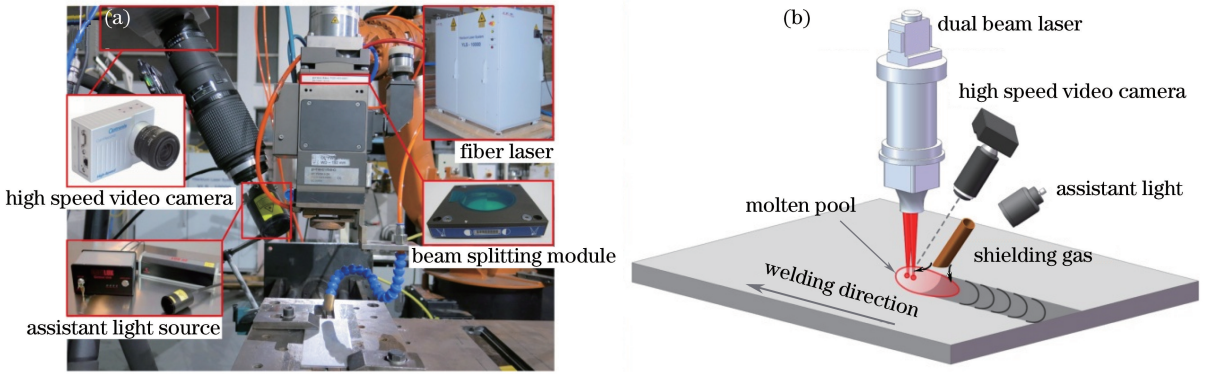 (a)
fiber laser
high speed video camera
beam splitting module
assistant light source
(b)
dual beam laser
high speed video camera
assistant light
molten pool
shielding gas
welding direction